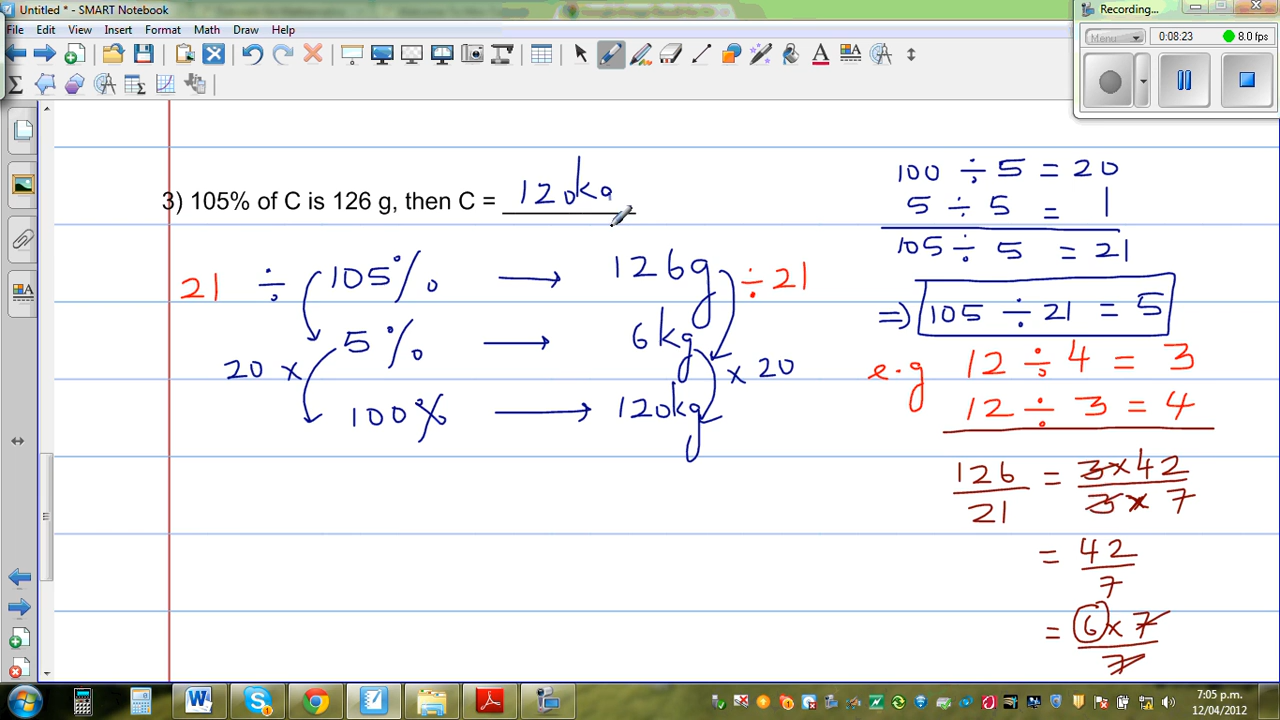 Untitled * - SMART Notebook
File Edit View Insert Format Math Draw Help
Recording...
Menu 0:08:23 8.0 fps
3) 105% of C is 126 g, then C = 120kg
21 ÷ 105% → 126g ÷21
5% → 6kg
20 x x 20
100% → 120kg
100 ÷ 5 = 20
5 ÷ 5 = 1
105 ÷ 5 = 21
=> 105 ÷ 21 = 5
e.g 12 ÷ 4 = 3
12 ÷ 3 = 4
126/21 = 3x42/3x7
= 42/7
= 6x7/7
7:05 p.m.
12/04/2012